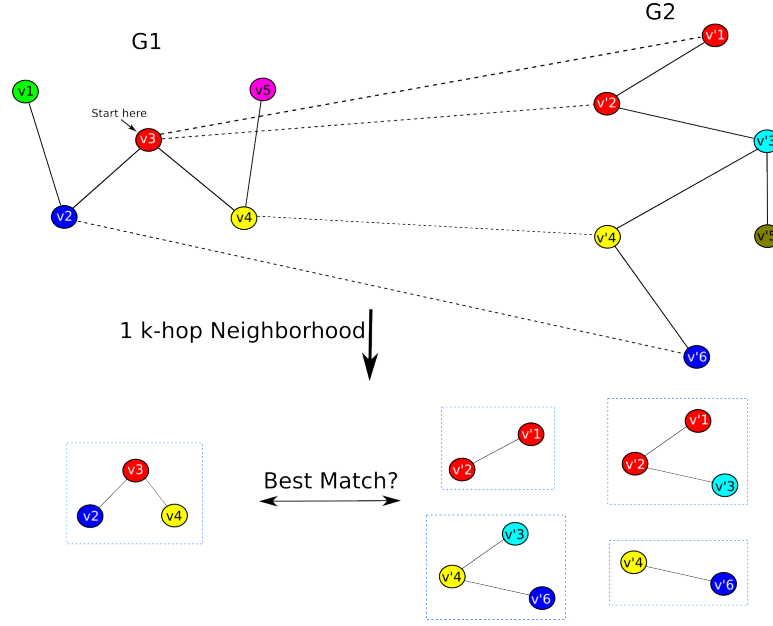 G2
G1
v'1
v1
v5
v'2
Start here
v3
v'3
v2
v4
v'4
v'5
1 k-hop Neighborhood
v'6
v'1
v'1
v3
v'2
v'2
Best Match?
v'3
v2
v4
v'3
v'4
v'4
v'6
v'6